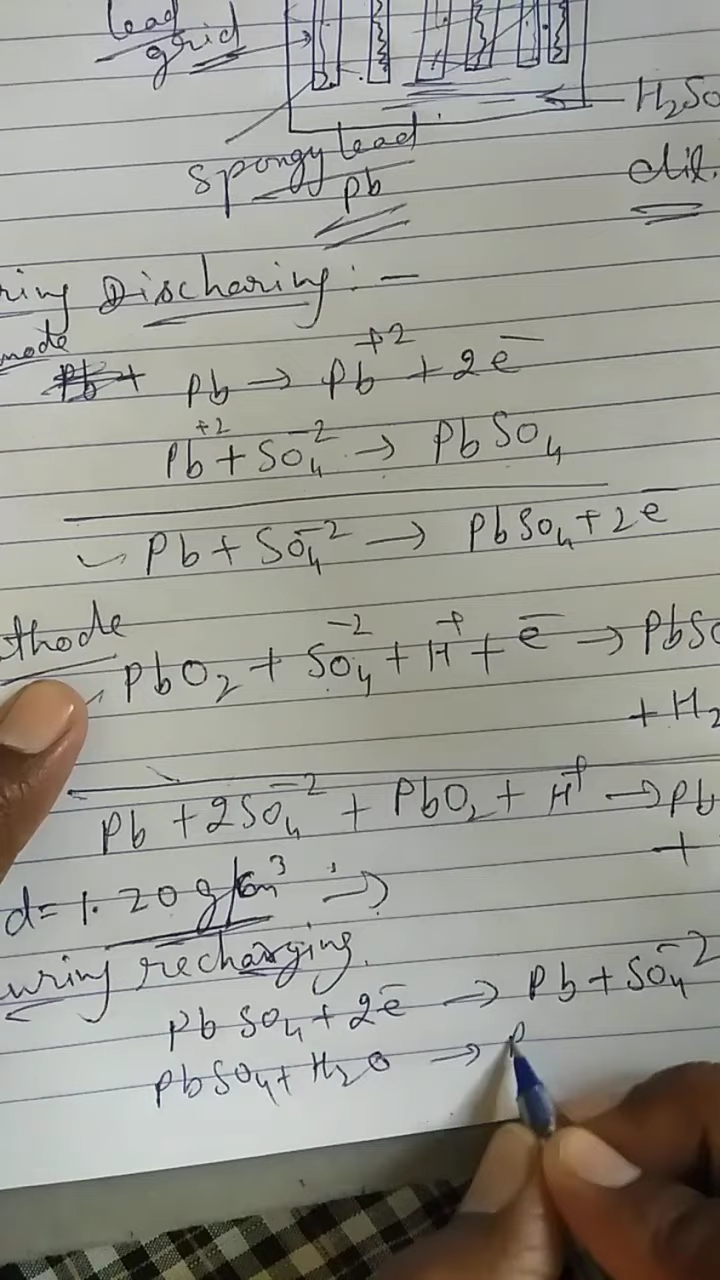 lead
grid
H₂SO
spongy lead
Pb
dil.
ring Discharing : -
node
Pb → Pb⁺² + 2e⁻
Pb⁺² + SO₄⁻² → PbSO₄
Pb + SO₄⁻² → PbSO₄ + 2e⁻
thode
PbO₂ + SO₄⁻² + H⁺ + e⁻ → PbSO
+ H₂
Pb + 2SO₄⁻² + PbO₂ + H⁺ → Pb
+
d = 1.20 g/cm³ →
uring recharging.
PbSO₄ + 2e⁻ → Pb + SO₄⁻²
PbSO₄ + H₂O → P